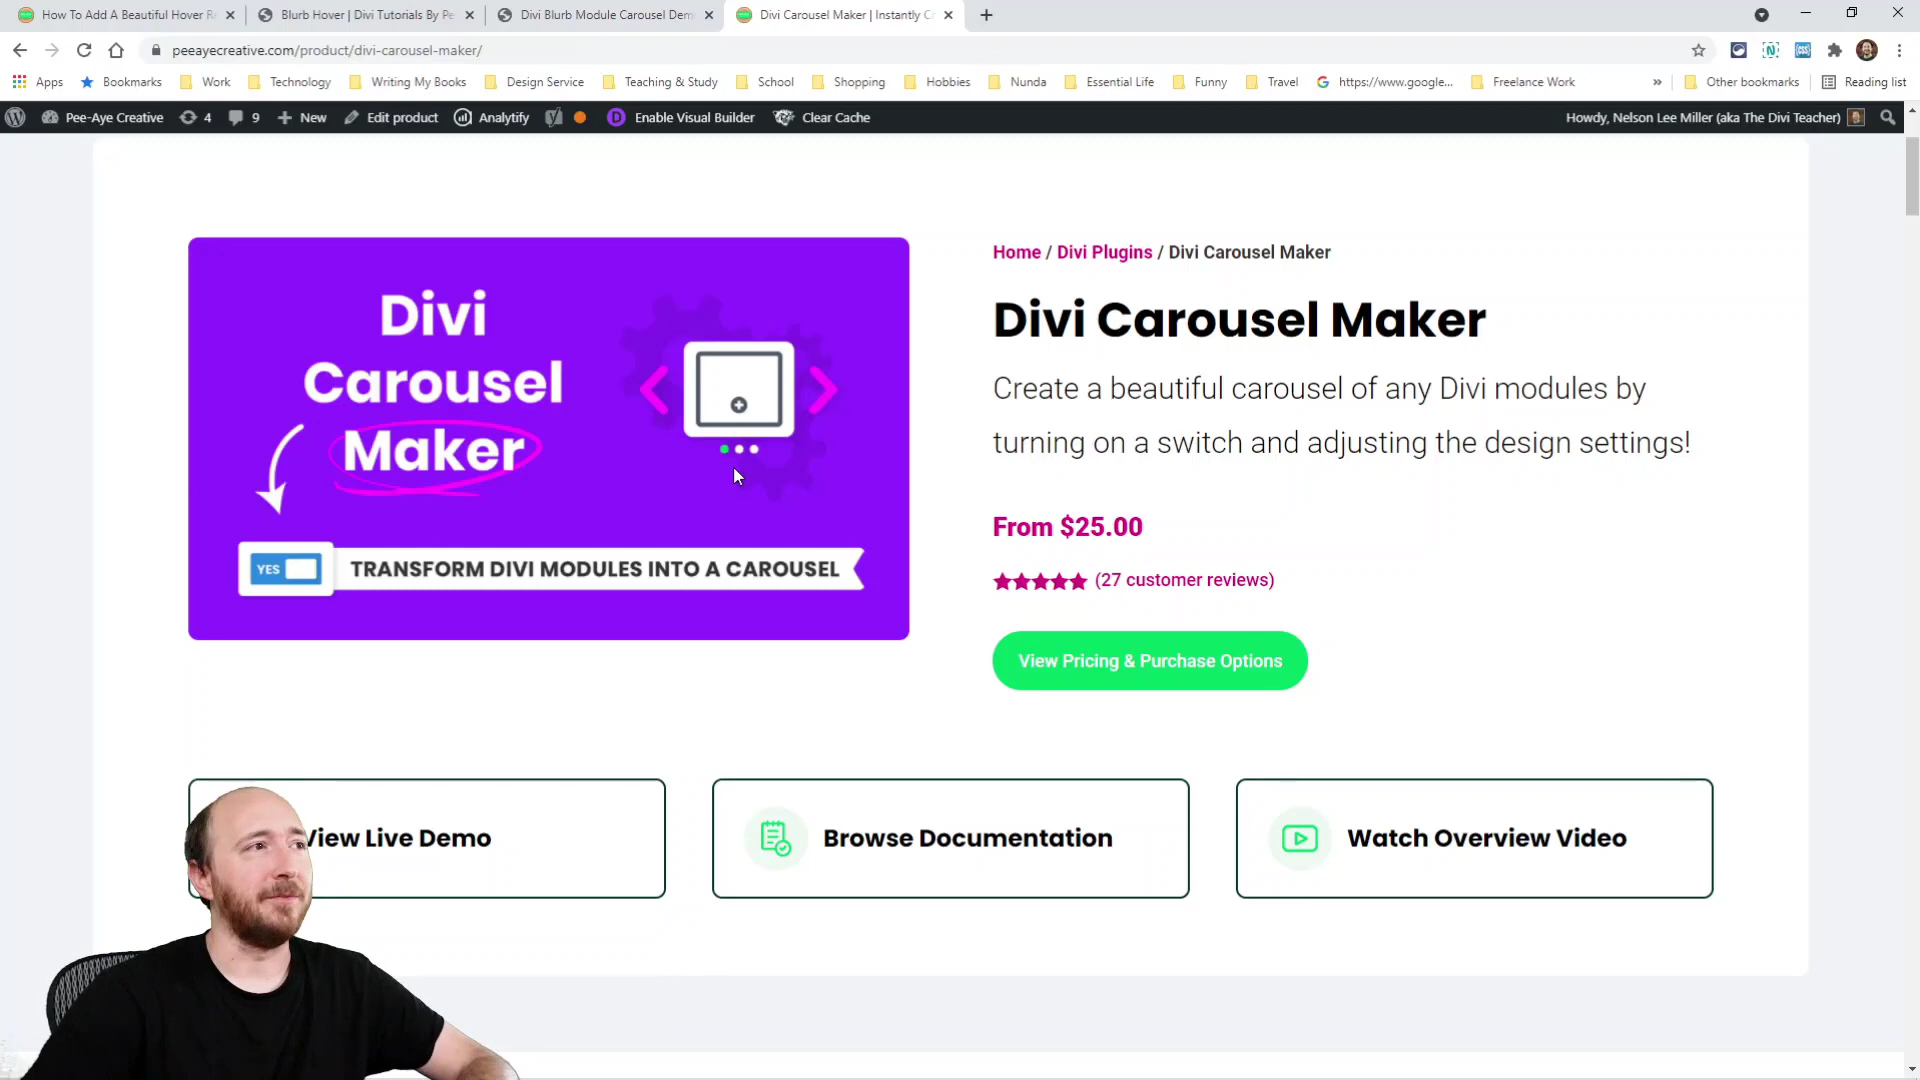 How To Add A Beautiful Hover R
Blurb Hover | Divi Tutorials By Pe
Divi Blurb Module Carousel Dem
Divi Carousel Maker | Instantly C
peeayecreative.com/product/divi-carousel-maker/
Apps
Bookmarks
Work
Technology
Writing My Books
Design Service
Teaching & Study
School
Shopping
Hobbies
Nunda
Essential Life
Funny
Travel
https://www.google...
Freelance Work
»
Other bookmarks
Reading list
Pee-Aye Creative
4
9
New
Edit product
Analytify
Enable Visual Builder
Clear Cache
Howdy, Nelson Lee Miller (aka The Divi Teacher)
Divi
Carousel
Maker
YES
TRANSFORM DIVI MODULES INTO A CAROUSEL
Home / Divi Plugins / Divi Carousel Maker
Divi Carousel Maker
Create a beautiful carousel of any Divi modules by
turning on a switch and adjusting the design settings!
From $25.00
(27 customer reviews)
View Pricing & Purchase Options
View Live Demo
Browse Documentation
Watch Overview Video